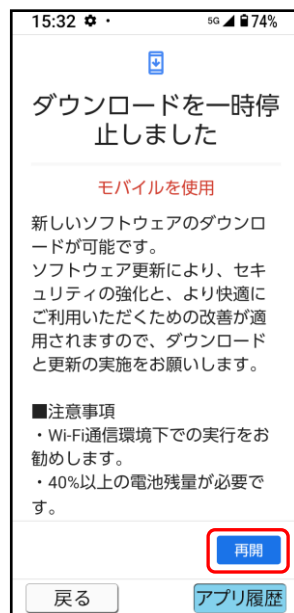 15:32 5G 74%
ダウンロードを一時停
止しました
モバイルを使用
新しいソフトウェアのダウンロ
ードが可能です。
ソフトウェア更新により、セキ
ュリティの強化と、より快適に
ご利用いただくための改善が適
用されますので、ダウンロード
と更新の実施をお願いします。
■注意事項
・Wi-Fi通信環境下での実行をお
勧めします。
・40%以上の電池残量が必要で
す。
再開
戻る アプリ履歴